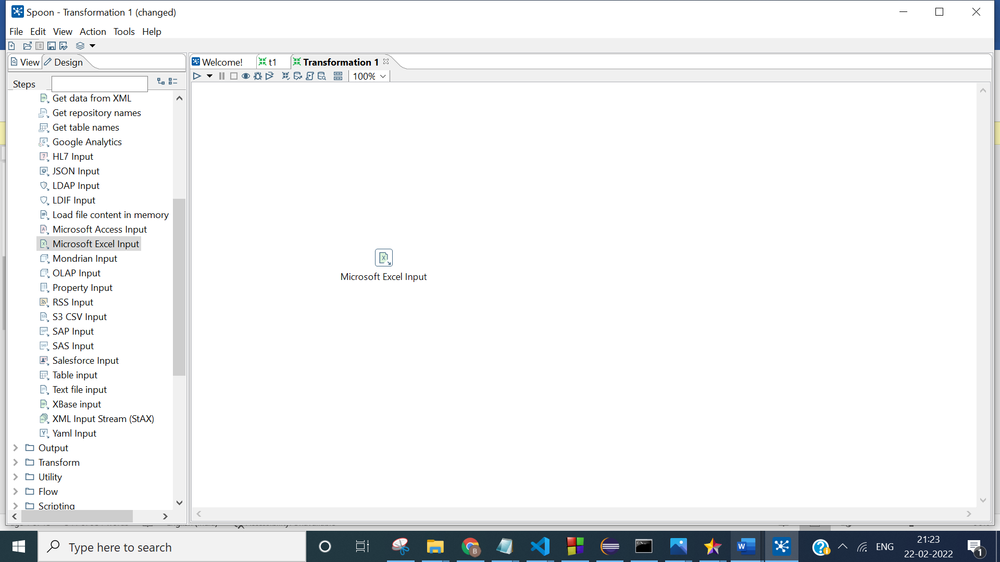 Spoon - Transformation 1 (changed)
File Edit View Action Tools Help
View Design
Welcome! t1 Transformation 1
100%
Steps
Get data from XML
Get repository names
Get table names
Google Analytics
HL7 Input
JSON Input
LDAP Input
LDIF Input
Load file content in memory
Microsoft Access Input
Microsoft Excel Input
Mondrian Input
OLAP Input
Property Input
RSS Input
S3 CSV Input
SAP Input
SAS Input
Salesforce Input
Table input
Text file input
XBase input
XML Input Stream (StAX)
Yaml Input
Output
Transform
Utility
Flow
Scripting
Microsoft Excel Input
Type here to search
ENG
21:23
22-02-2022
1